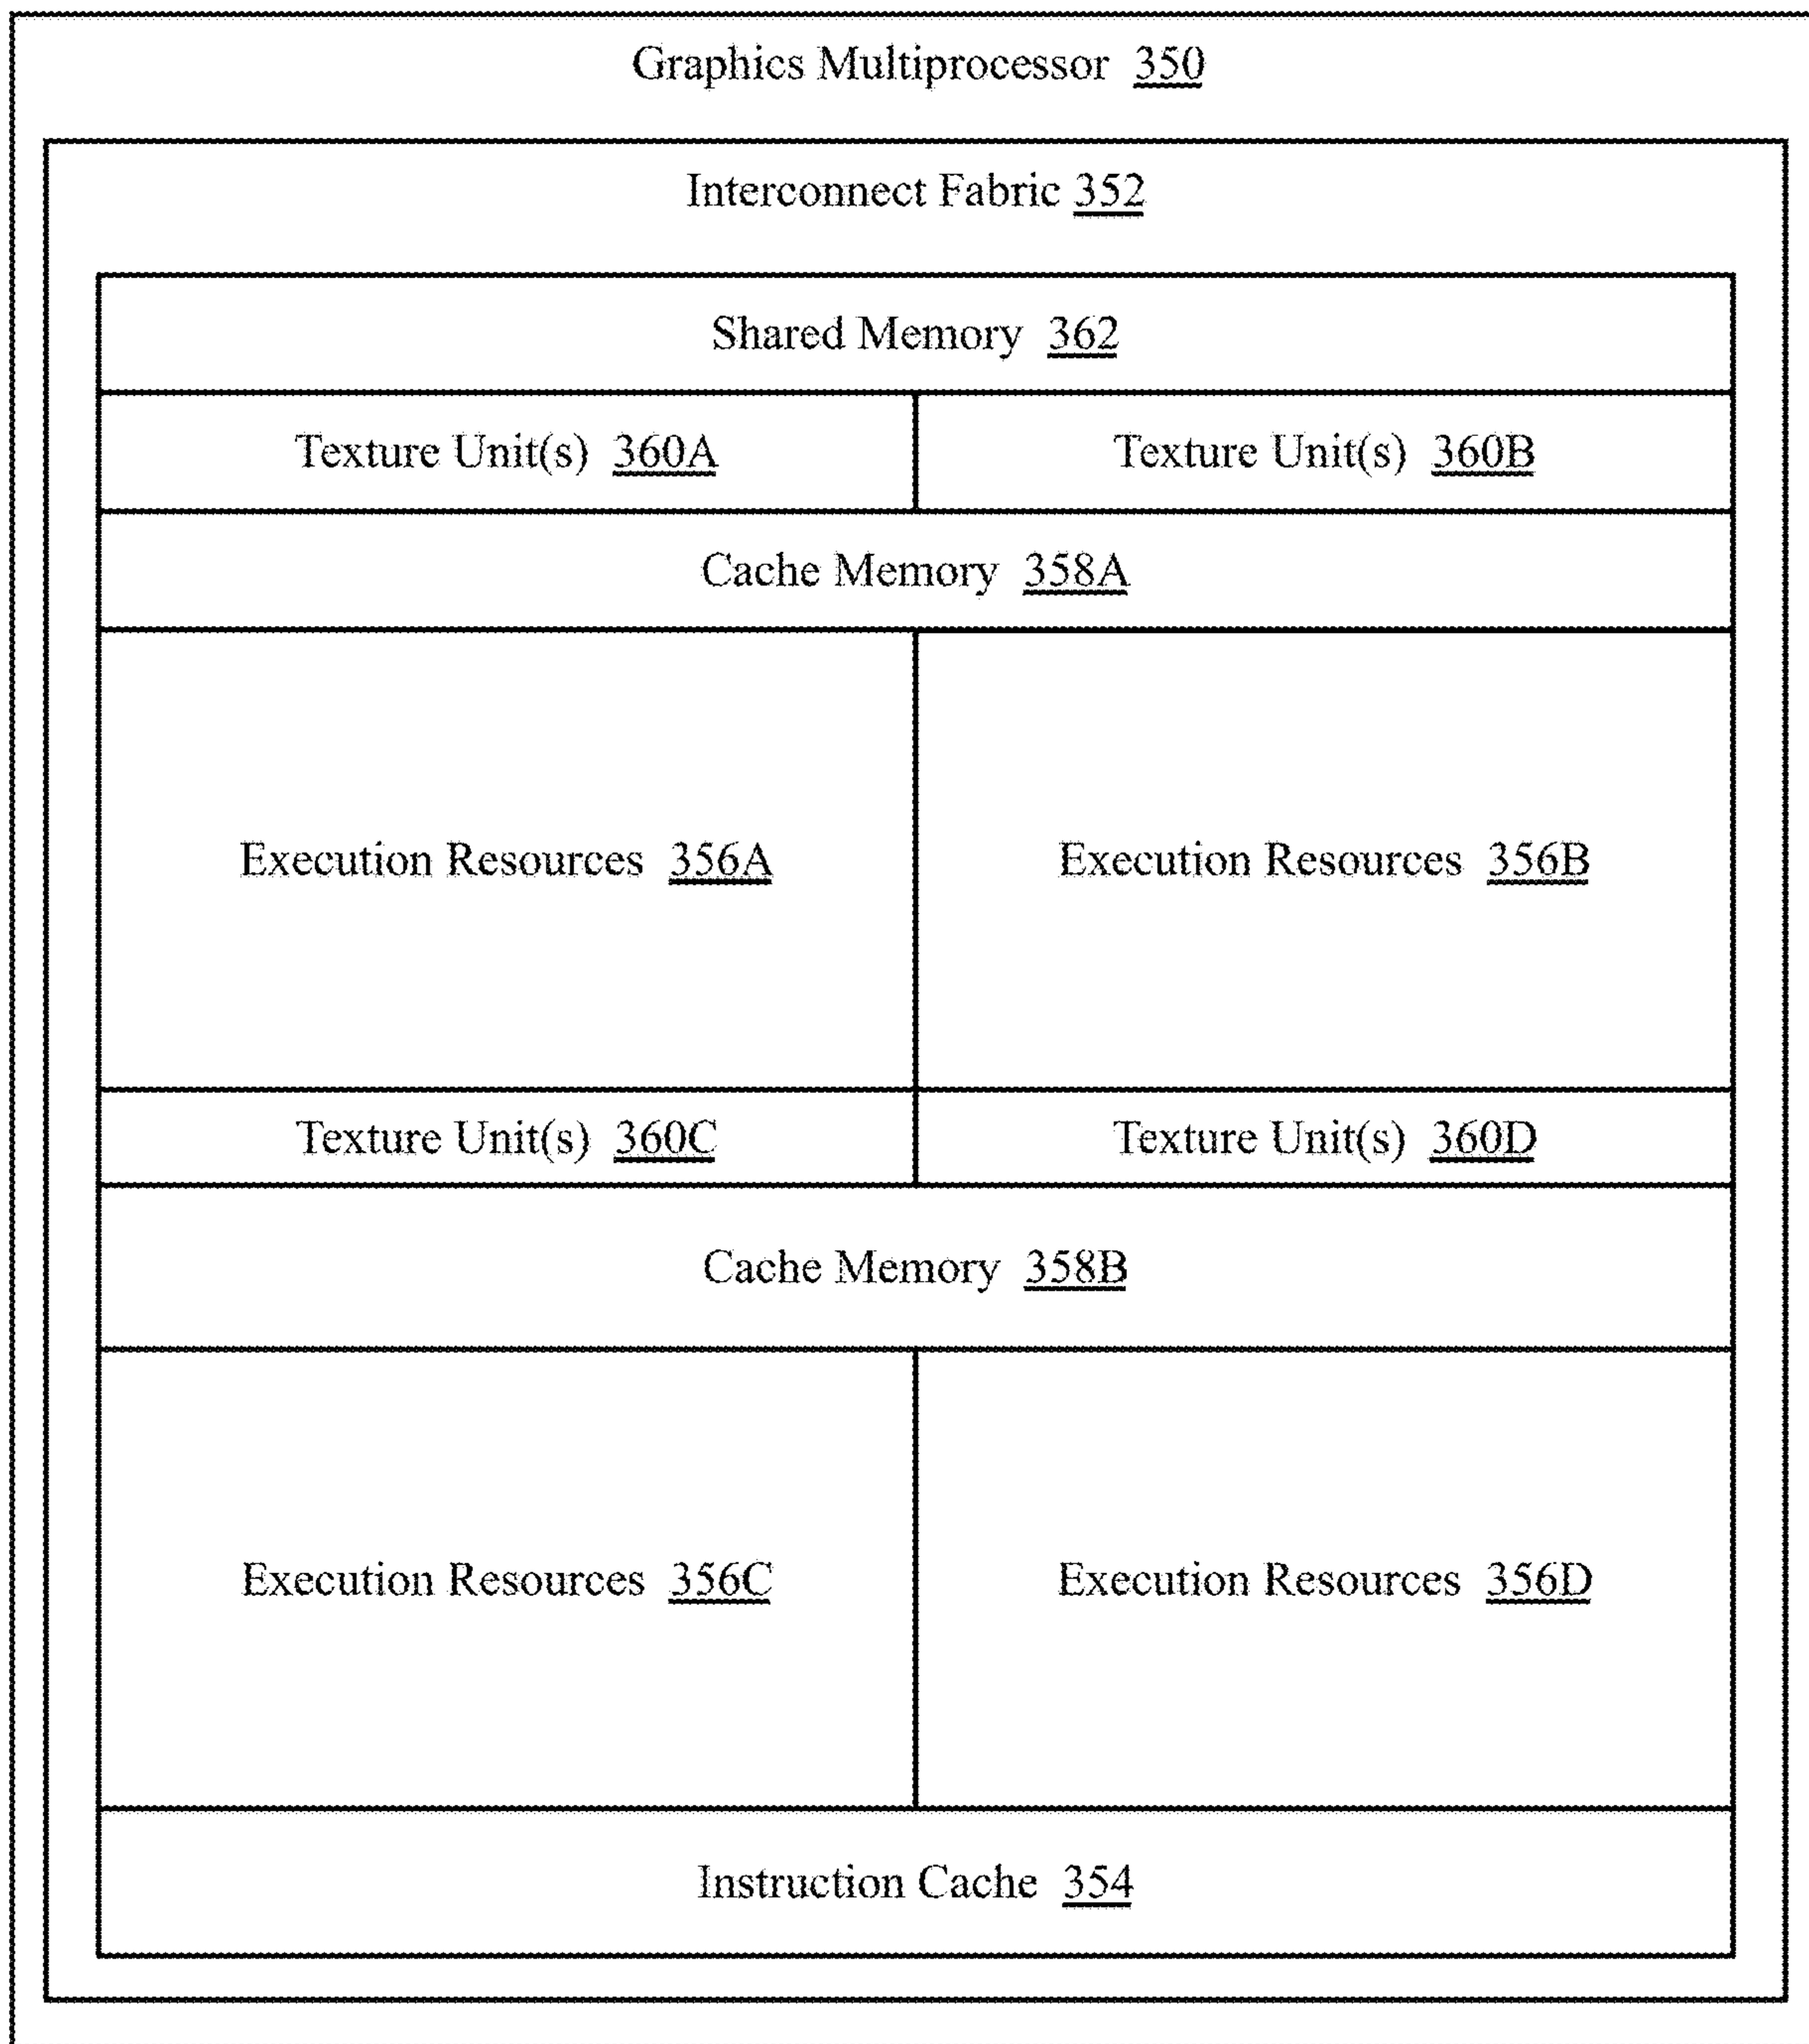 Graphics Multiprocessor 350
Interconnect Fabric 352
Shared Memory 362
Texture Unit(s) 360A
Texture Unit(s) 360B
Cache Memory 358A
Execution Resources 356A
Execution Resources 356B
Texture Unit(s) 360C
Texture Unit(s) 360D
Cache Memory 358B
Execution Resources 356C
Execution Resources 356D
Instruction Cache 354